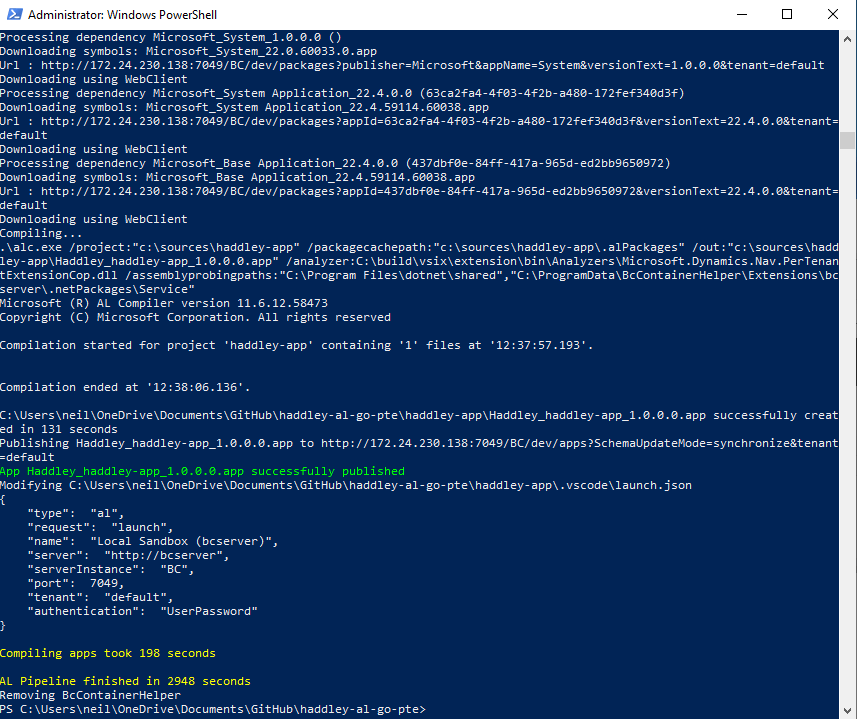 Administrator: Windows PowerShell
Processing dependency Microsoft_System_1.0.0.0 ()
Downloading symbols: Microsoft_System_22.0.60033.0.app
Url : http://172.24.230.138:7049/BC/dev/packages?publisher=Microsoft&appName=System&versionText=1.0.0.0&tenant=default
Downloading using WebClient
Processing dependency Microsoft_System Application_22.4.0.0 (63ca2fa4-4f03-4f2b-a480-172fef340d3f)
Downloading symbols: Microsoft_System Application_22.4.59114.60038.app
Url : http://172.24.230.138:7049/BC/dev/packages?appId=63ca2fa4-4f03-4f2b-a480-172fef340d3f&versionText=22.4.0.0&tenant=
default
Downloading using WebClient
Processing dependency Microsoft_Base Application_22.4.0.0 (437dbf0e-84ff-417a-965d-ed2bb9650972)
Downloading symbols: Microsoft_Base Application_22.4.59114.60038.app
Url : http://172.24.230.138:7049/BC/dev/packages?appId=437dbf0e-84ff-417a-965d-ed2bb9650972&versionText=22.4.0.0&tenant=
default
Downloading using WebClient
Compiling...
.\alc.exe /project:"c:\sources\haddley-app" /packagecachepath:"c:\sources\haddley-app\.alPackages" /out:"c:\sources\hadd
ley-app\Haddley_haddley-app_1.0.0.0.app" /analyzer:C:\build\vsix\extension\bin\Analyzers\Microsoft.Dynamics.Nav.PerTenan
tExtensionCop.dll /assemblyprobingpaths:"C:\Program Files\dotnet\shared","C:\ProgramData\BcContainerHelper\Extensions\bc
server\.netPackages\Service"
Microsoft (R) AL Compiler version 11.6.12.58473
Copyright (C) Microsoft Corporation. All rights reserved
Compilation started for project 'haddley-app' containing '1' files at '12:37:57.193'.
Compilation ended at '12:38:06.136'.
C:\Users\neil\OneDrive\Documents\GitHub\haddley-al-go-pte\haddley-app\Haddley_haddley-app_1.0.0.0.app successfully creat
ed in 131 seconds
Publishing Haddley_haddley-app_1.0.0.0.app to http://172.24.230.138:7049/BC/dev/apps?SchemaUpdateMode=synchronize&tenant
=default
App Haddley_haddley-app_1.0.0.0.app successfully published
Modifying C:\Users\neil\OneDrive\Documents\GitHub\haddley-al-go-pte\haddley-app\.vscode\launch.json
{
    "type":  "al",
    "request":  "launch",
    "name":  "Local Sandbox (bcserver)",
    "server":  "http://bcserver",
    "serverInstance":  "BC",
    "port":  7049,
    "tenant":  "default",
    "authentication":  "UserPassword"
}
Compiling apps took 198 seconds
AL Pipeline finished in 2948 seconds
Removing BcContainerHelper
PS C:\Users\neil\OneDrive\Documents\GitHub\haddley-al-go-pte>